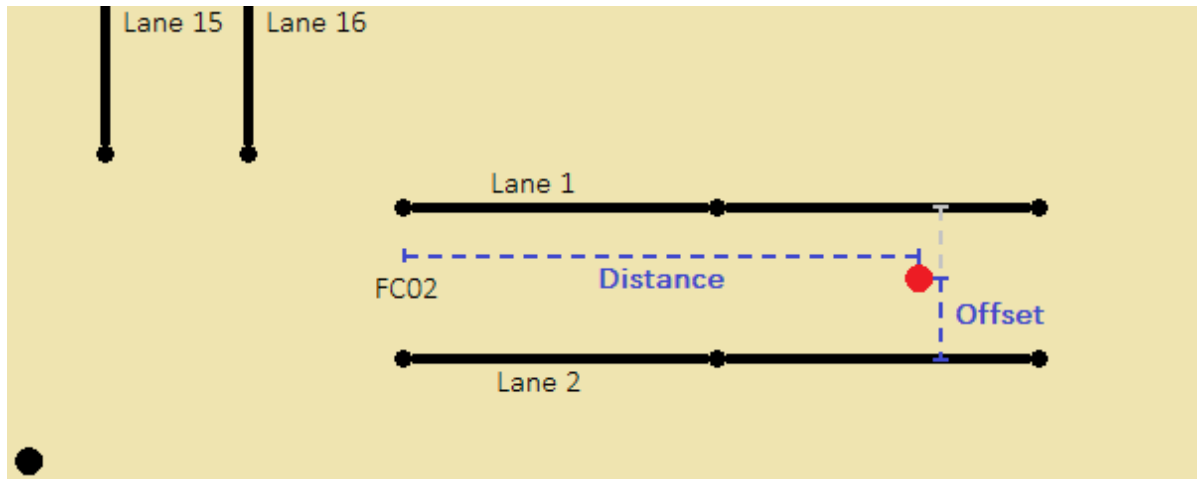 Lane 15
Lane 16
Lane 1
Distance
FC02
Offset
Lane 2